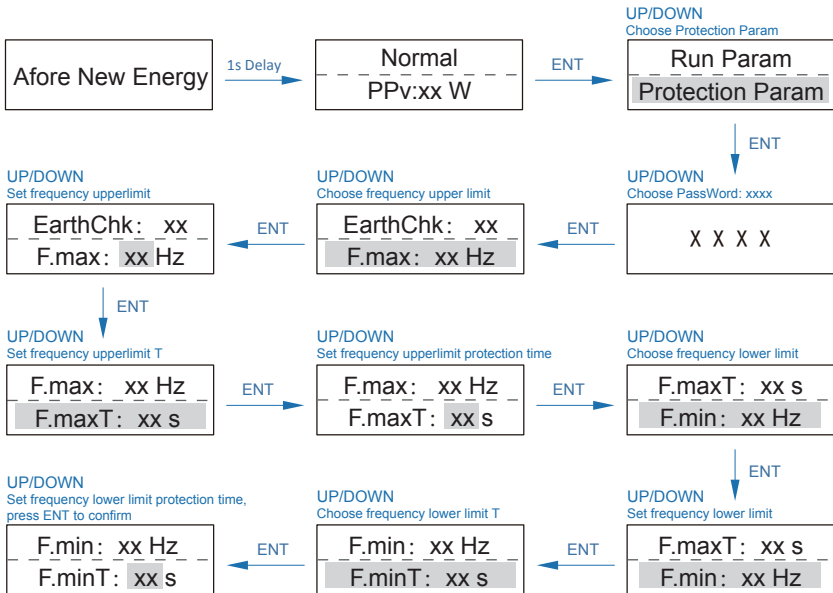 UP/DOWN
Choose Protection Param
Afore New Energy
1s Delay
Normal
PPv:xx W
ENT
Run Param
Protection Param
ENT
UP/DOWN
Set frequency upperlimit
EarthChk: xx
F.max: xx Hz
ENT
UP/DOWN
Choose frequency upper limit
EarthChk: xx
F.max: xx Hz
ENT
UP/DOWN
Choose PassWord: xxxx
X X X X
ENT
UP/DOWN
Set frequency upperlimit T
F.max: xx Hz
F.maxT: xx s
ENT
UP/DOWN
Set frequency upperlimit protection time
F.max: xx Hz
F.maxT: xx s
ENT
UP/DOWN
Choose frequency lower limit
F.maxT: xx s
F.min: xx Hz
ENT
UP/DOWN
Set frequency lower limit protection time,
press ENT to confirm
F.min: xx Hz
F.minT: xx s
ENT
UP/DOWN
Choose frequency lower limit T
F.min: xx Hz
F.minT: xx s
ENT
UP/DOWN
Set frequency lower limit
F.maxT: xx s
F.min: xx Hz